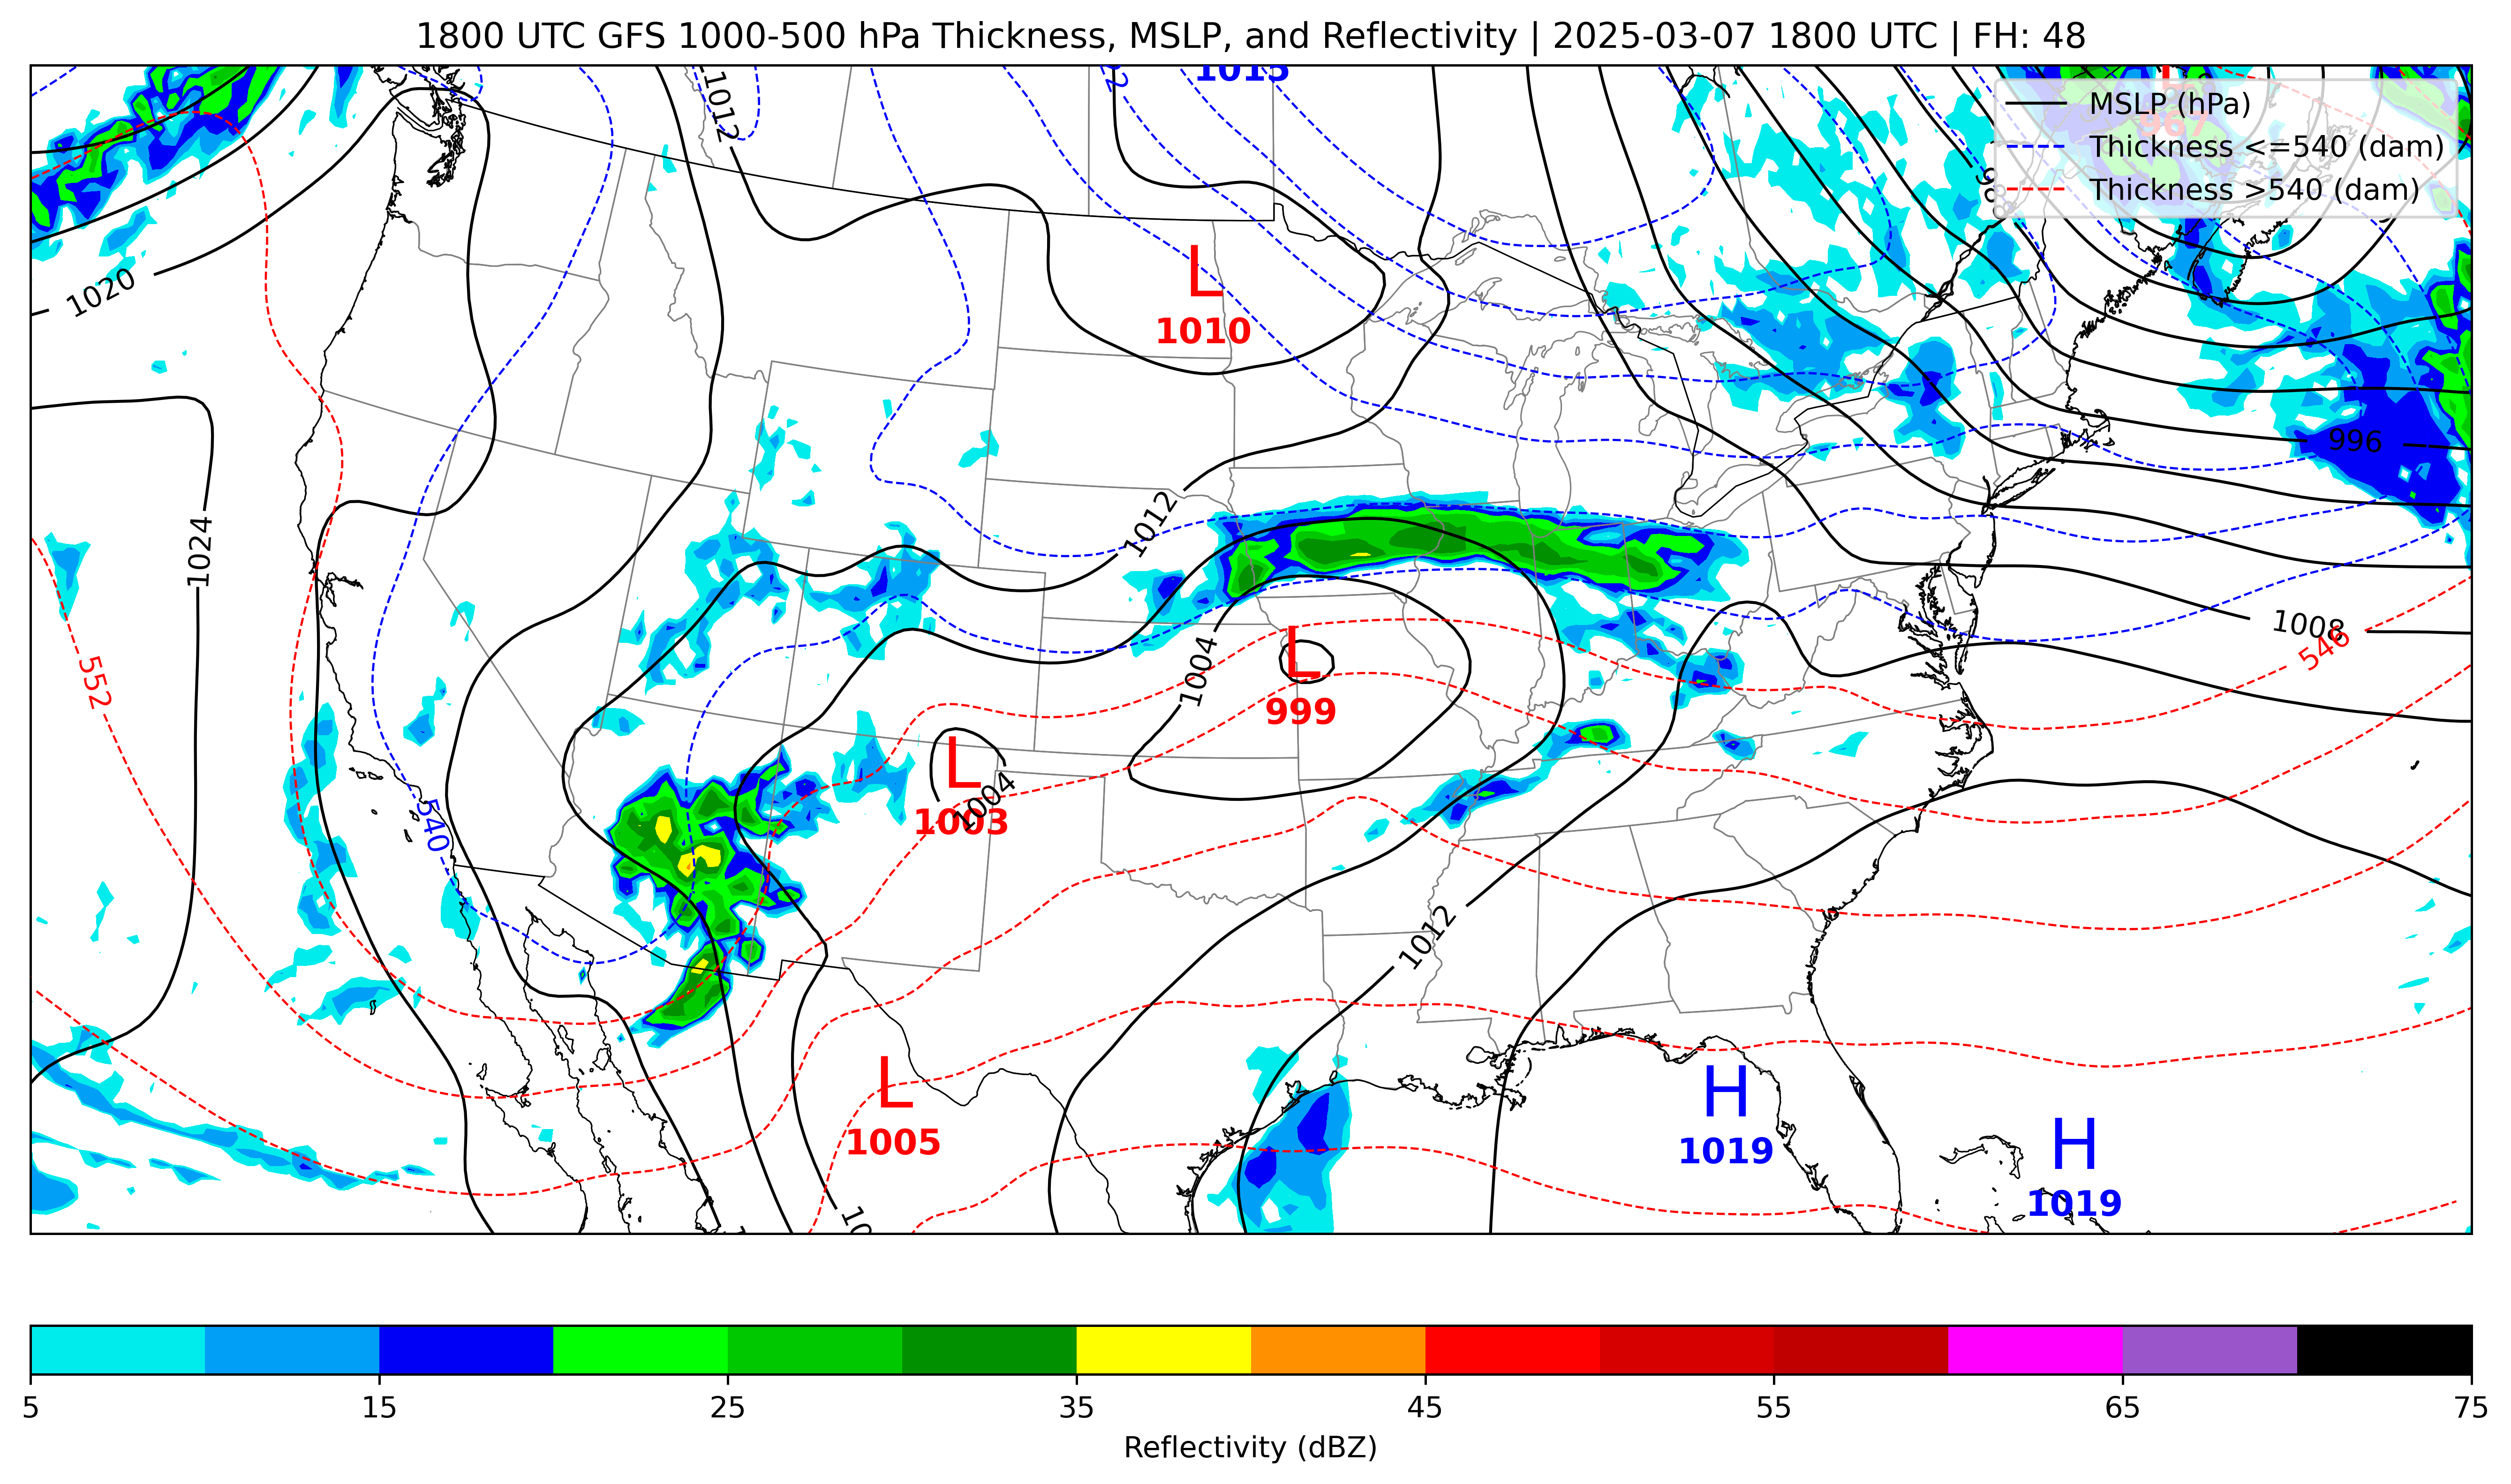 1800 UTC GFS 1000-500 hPa Thickness, MSLP, and Reflectivity | 2025-03-07 1800 UTC | FH: 48
1015
L
967
MSLP (hPa)
Thickness <=540 (dam)
Thickness >540 (dam)
1012
1020
L
1010
996
1024
1012
1008
546
L
999
1004
552
L
1003
1004
540
1012
L
1005
H
1019
H
1019
5 15 25 35 45 55 65 75
Reflectivity (dBZ)